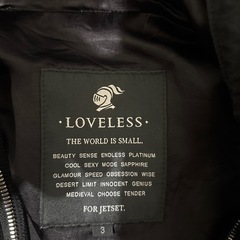 · LOVELESS ·
THE WORLD IS SMALL.
BEAUTY SENSE ENDLESS PLATINUM
COOL SEXY MODE SAPPHIRE
GLAMOUR SPEED OBSESSION WISE
DESERT LIMIT INNOCENT GENIUS
MEDIEVAL CHOOSE TENDER
FOR JETSET.
3